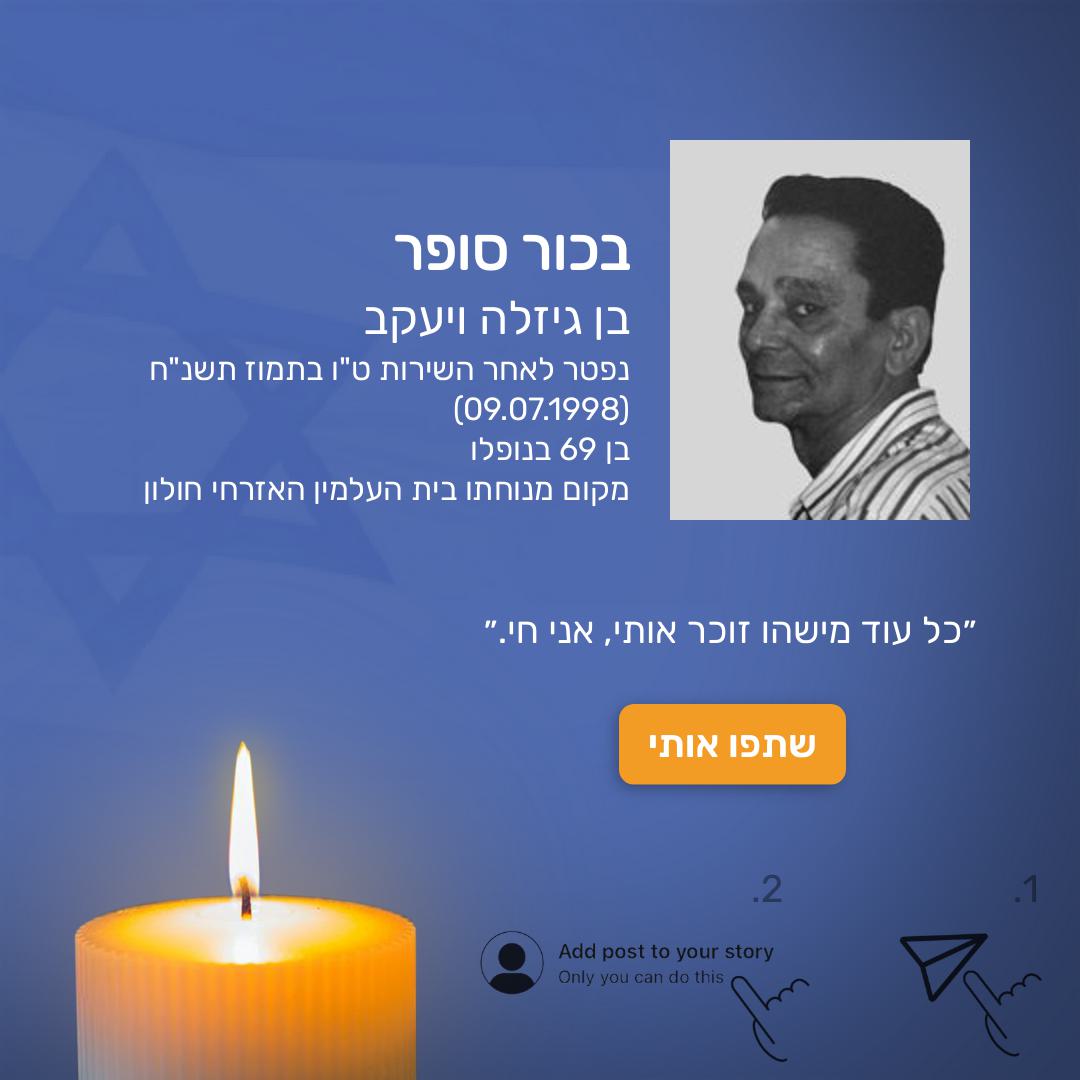 בכור סופר
בן גיזלה ויעקב
נפטר לאחר השירות ט"ו בתמוז תשנ"ח
(09.07.1998)
בן 69 בנופלו
מקום מנוחתו בית העלמין האזרחי חולון
״כל עוד מישהו זוכר אותי, אני חי.״
שתפו אותי
1.
2.
Add post to your story
Only you can do this